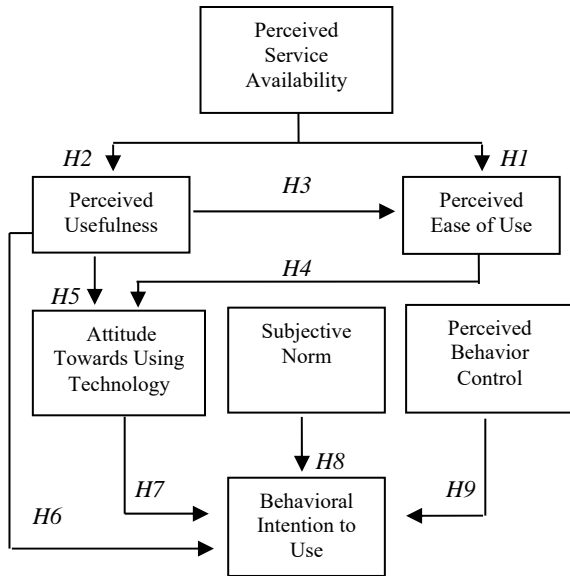 Perceived
Service
Availability
H2
H1
Perceived
Usefulness
H3
Perceived
Ease of Use
H4
H5
Attitude
Towards Using
Technology
Subjective
Norm
Perceived
Behavior
Control
H6
H7
H8
H9
Behavioral
Intention to
Use